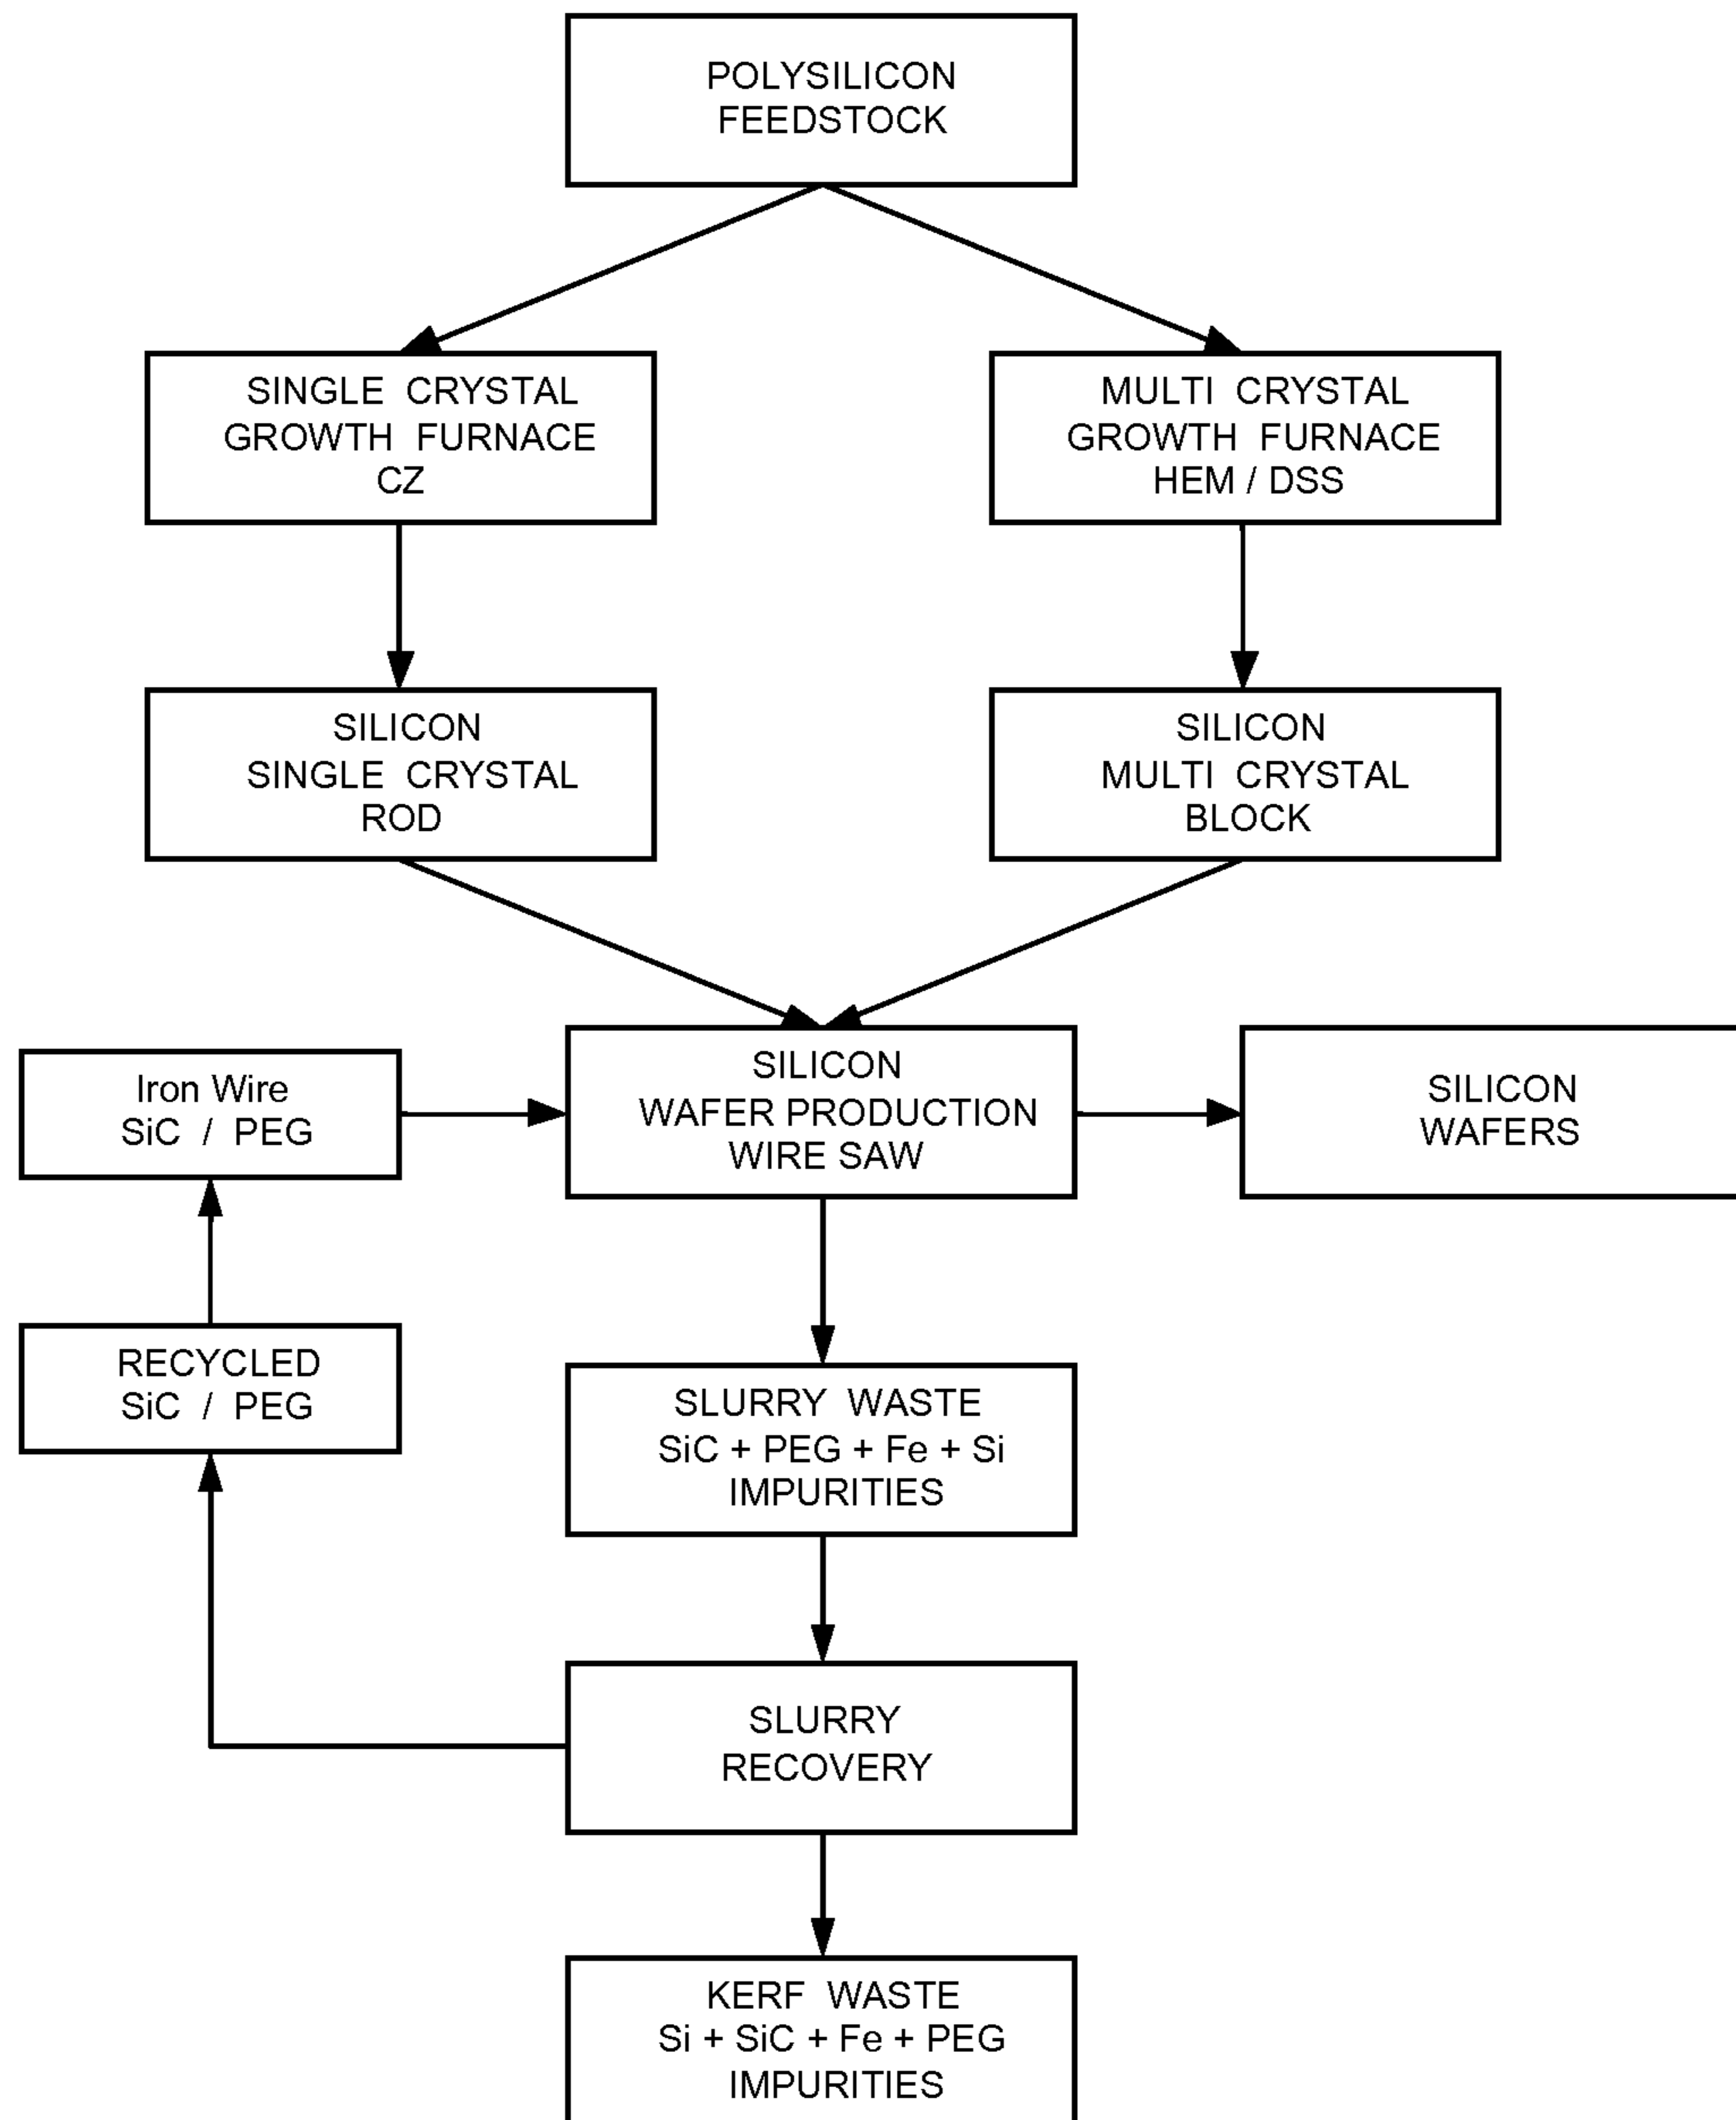 POLYSILICON
FEEDSTOCK
SINGLE CRYSTAL
GROWTH FURNACE
CZ
MULTI CRYSTAL
GROWTH FURNACE
HEM / DSS
SILICON
SINGLE CRYSTAL
ROD
SILICON
MULTI CRYSTAL
BLOCK
Iron Wire
SiC / PEG
SILICON
WAFER PRODUCTION
WIRE SAW
SILICON
WAFERS
RECYCLED
SiC / PEG
SLURRY WASTE
SiC + PEG + Fe + Si
IMPURITIES
SLURRY
RECOVERY
KERF WASTE
Si + SiC + Fe + PEG
IMPURITIES